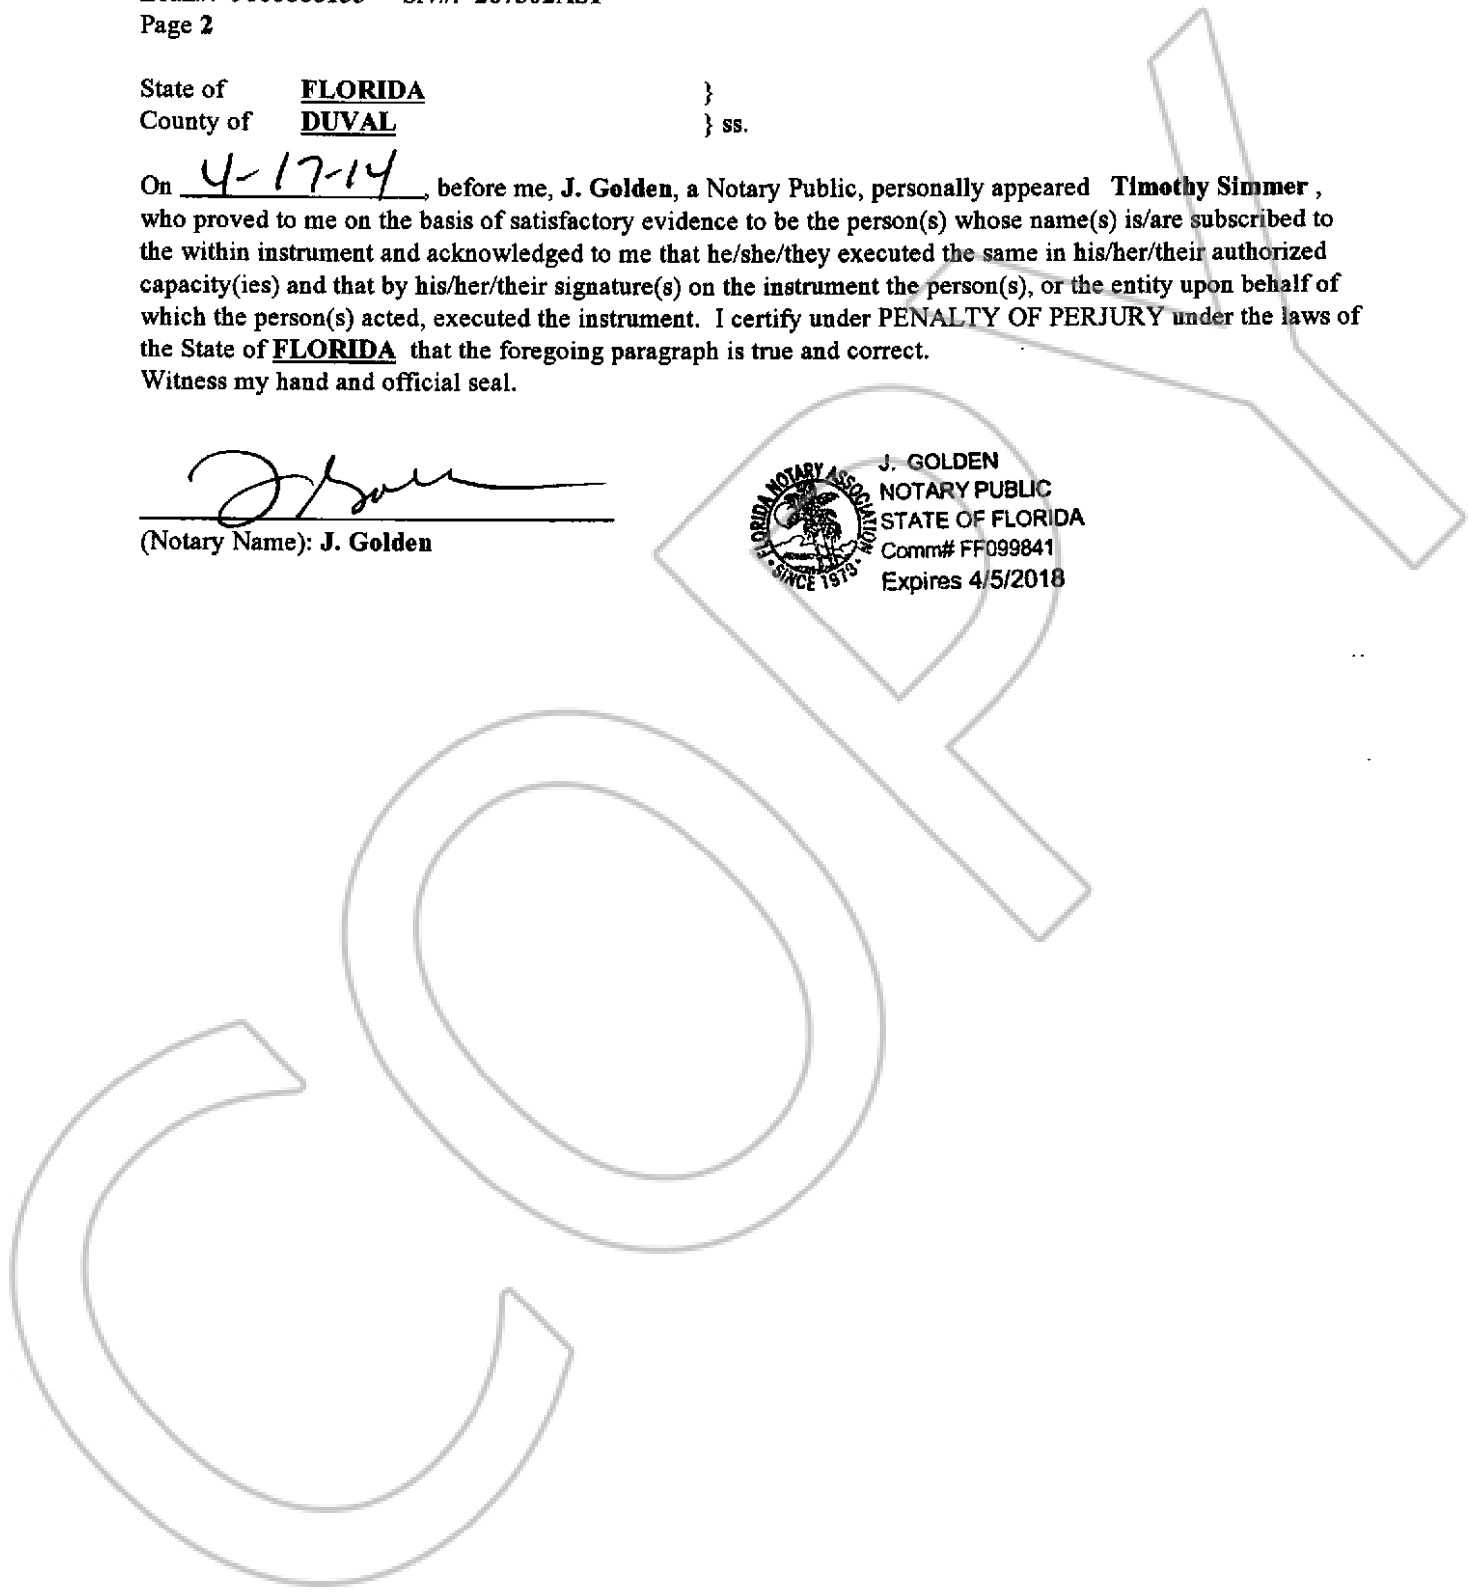 Page 2
State of FLORIDA }
County of DUVAL } ss.
On 4-17-14, before me, J. Golden, a Notary Public, personally appeared Timothy Simmer ,
who proved to me on the basis of satisfactory evidence to be the person(s) whose name(s) is/are subscribed to
the within instrument and acknowledged to me that he/she/they executed the same in his/her/their authorized
capacity(ies) and that by his/her/their signature(s) on the instrument the person(s), or the entity upon behalf of
which the person(s) acted, executed the instrument. I certify under PENALTY OF PERJURY under the laws of
the State of FLORIDA that the foregoing paragraph is true and correct.
Witness my hand and official seal.
(Notary Name): J. Golden
FLORIDA NOTARY ASSOCIATION
• SINCE 1979 •
J. GOLDEN
NOTARY PUBLIC
STATE OF FLORIDA
Comm# FF099841
Expires 4/5/2018
COPY